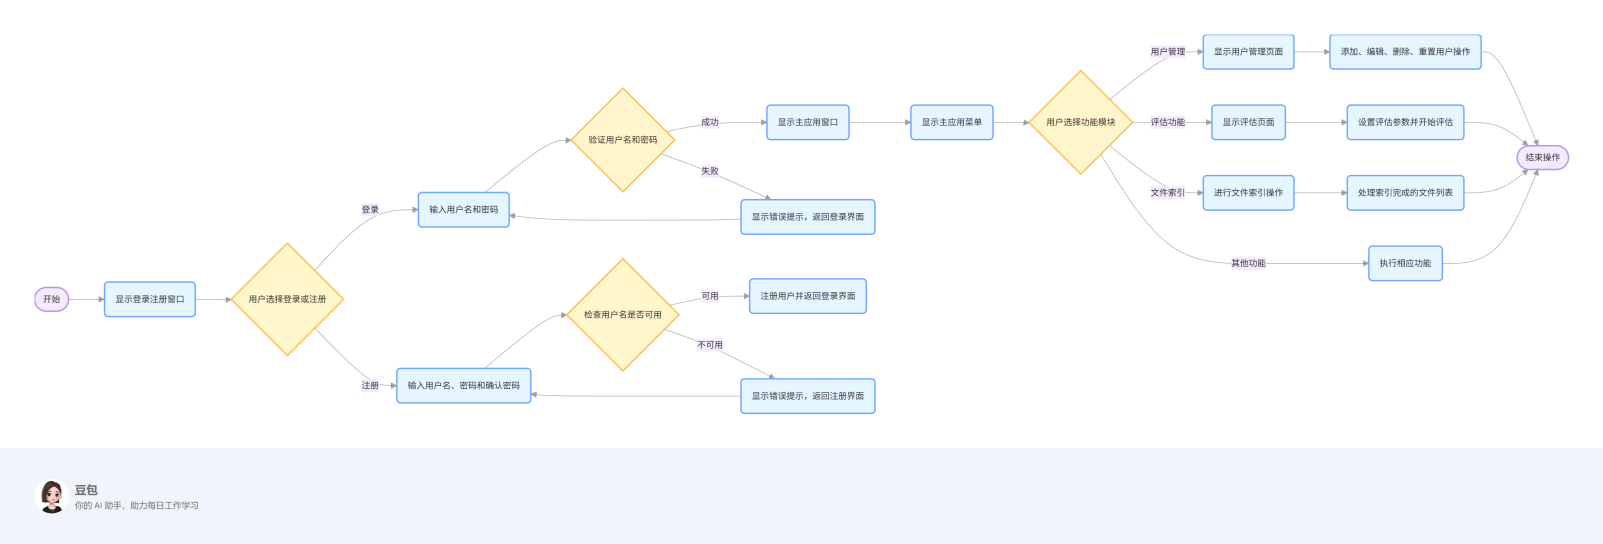 开始
显示登录注册窗口
用户选择登录或注册
登录
输入用户名和密码
验证用户名和密码
成功
显示主应用窗口
显示主应用菜单
用户选择功能模块
用户管理
显示用户管理页面
添加、编辑、删除、重置用户操作
评估功能
显示评估页面
设置评估参数并开始评估
文件索引
进行文件索引操作
处理索引完成的文件列表
其他功能
执行相应功能
结束操作
失败
显示错误提示，返回登录界面
注册
输入用户名、密码和确认密码
检查用户名是否可用
可用
注册用户并返回登录界面
不可用
显示错误提示，返回注册界面
豆包
你的 AI 助手，助力每日工作学习